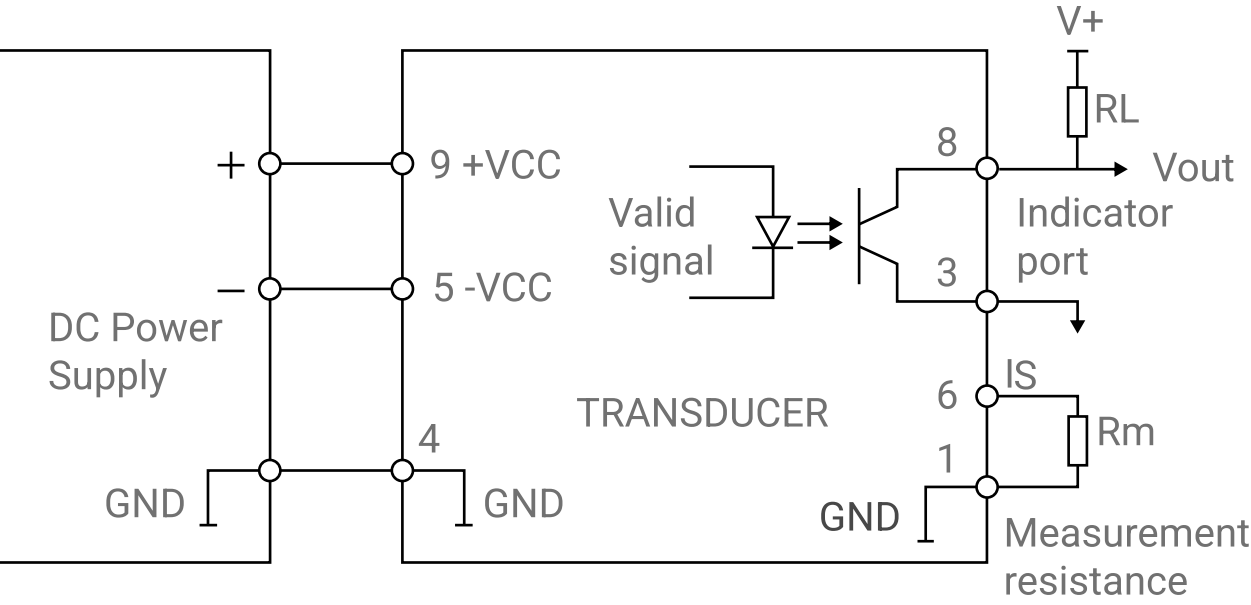 V+
RL
8
+
9 +VCC
Vout
Valid
signal
Indicator
port
3
−
5 -VCC
DC Power
Supply
IS
6
TRANSDUCER
4
Rm
1
GND
GND
GND
Measurement
resistance